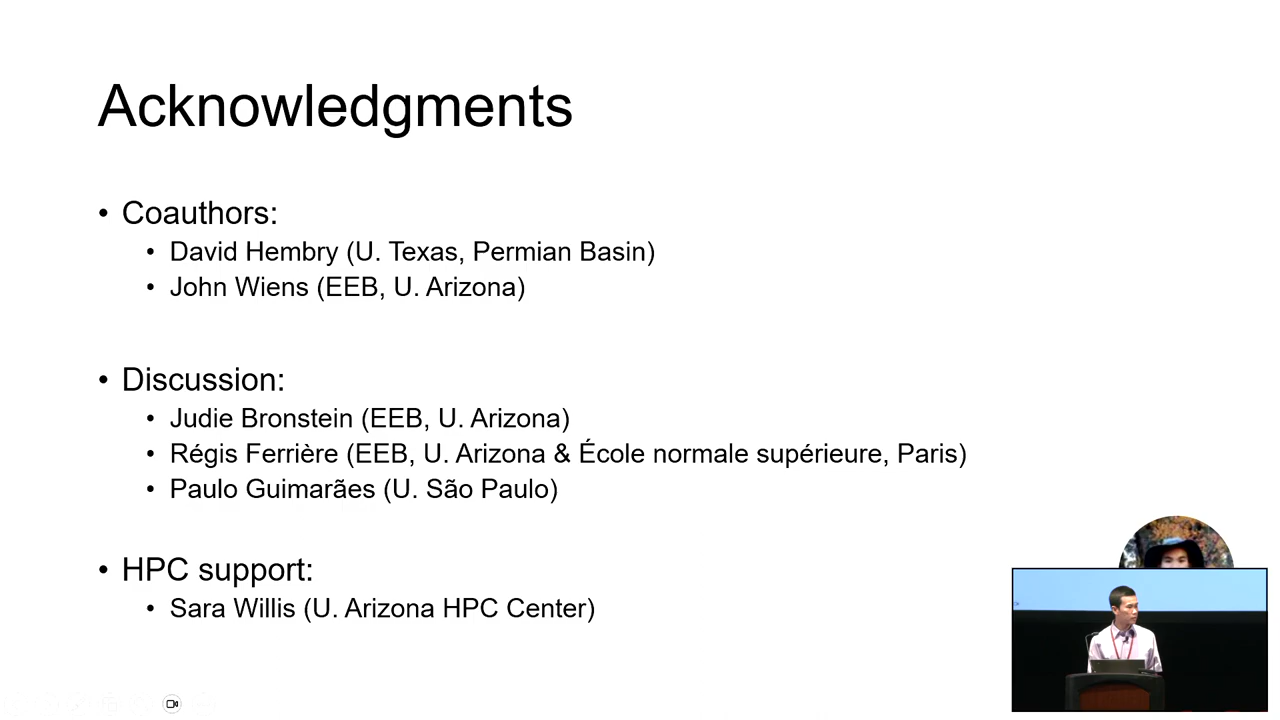 Acknowledgments
• Coauthors:
• David Hembry (U. Texas, Permian Basin)
• John Wiens (EEB, U. Arizona)
• Discussion:
• Judie Bronstein (EEB, U. Arizona)
• Régis Ferrière (EEB, U. Arizona & École normale supérieure, Paris)
• Paulo Guimarães (U. São Paulo)
• HPC support:
• Sara Willis (U. Arizona HPC Center)